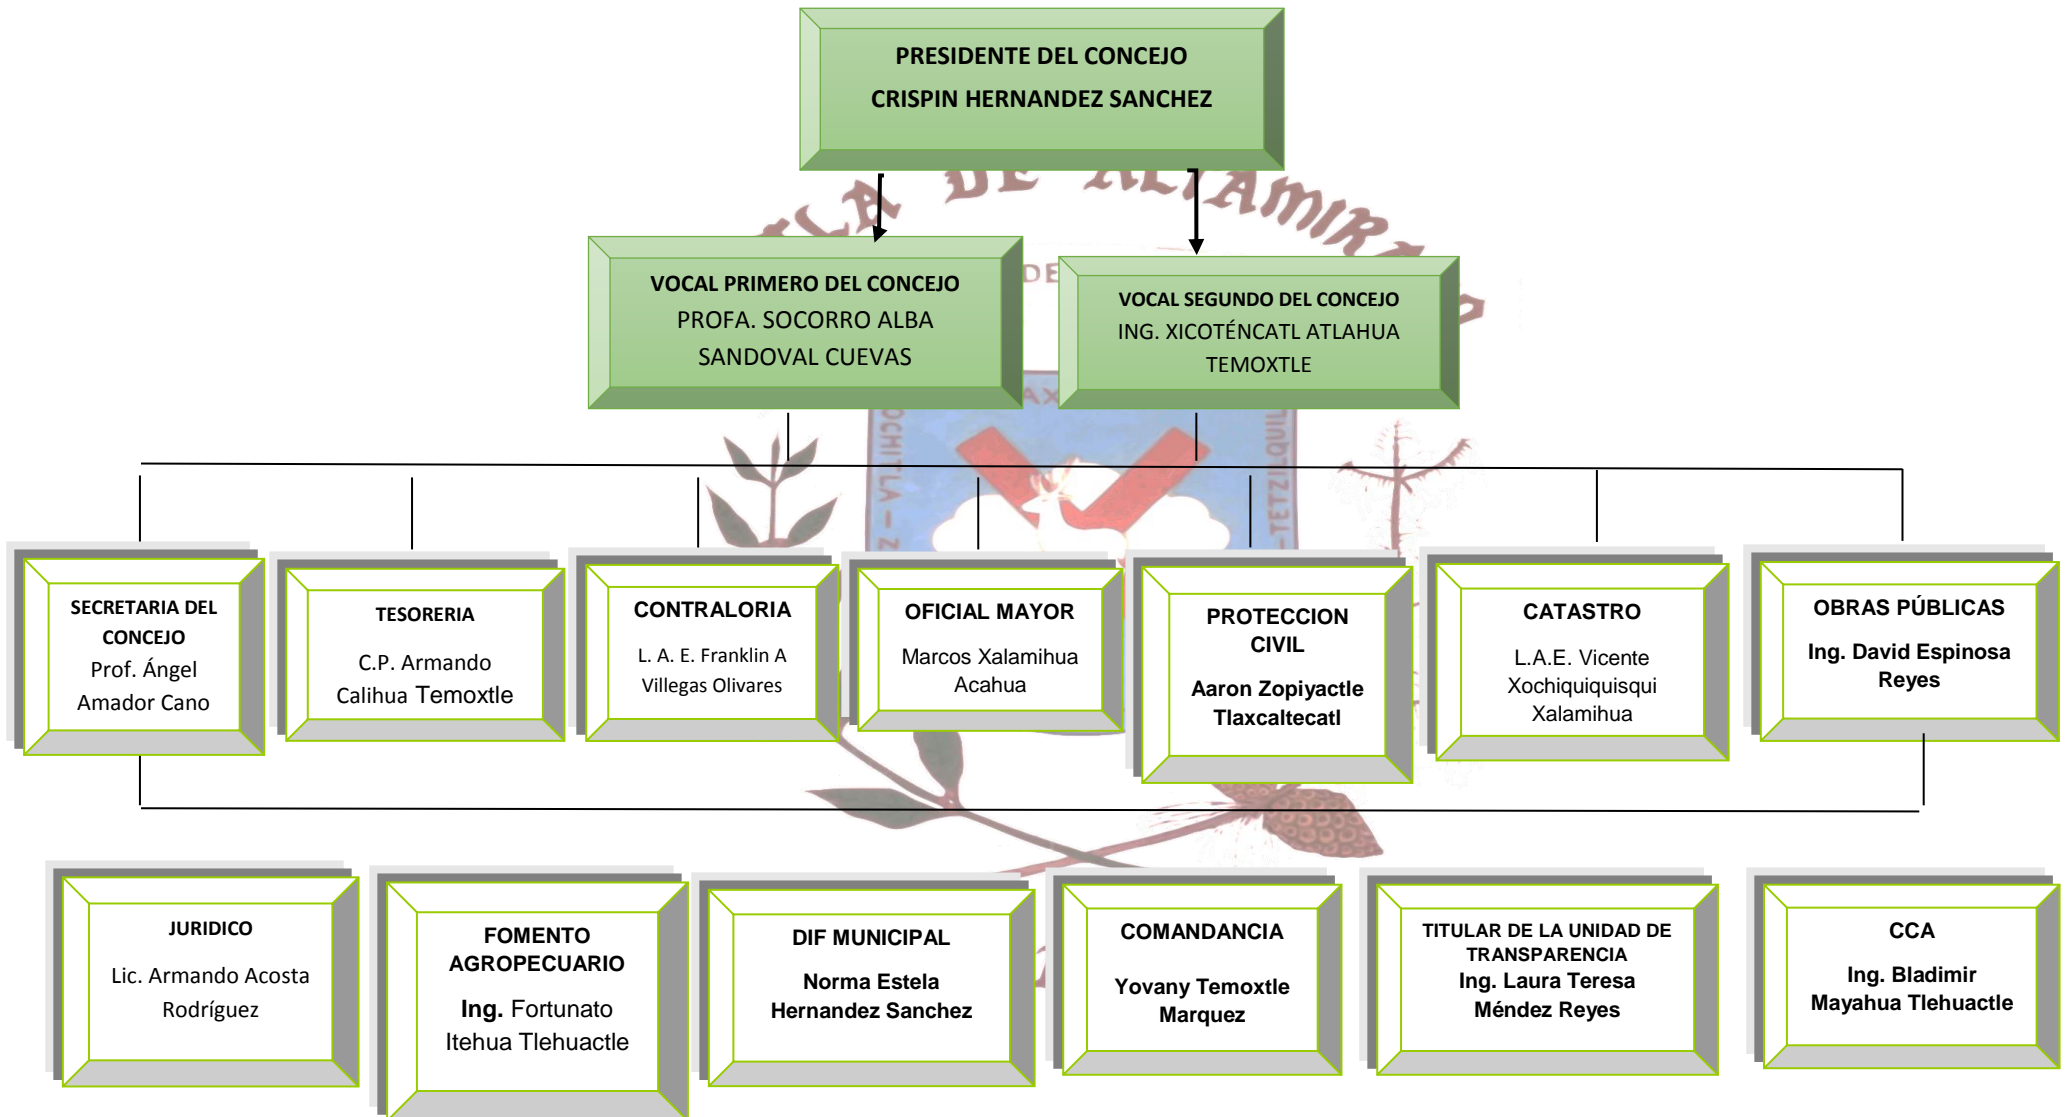 PRESIDENTE DEL CONCEJO
CRISPIN HERNANDEZ SANCHEZ
DE
VOCAL PRIMERO DEL CONCEJO
PROFA. SOCORRO ALBA
SANDOVAL CUEVAS
VOCAL SEGUNDO DEL CONCEJO
ING. XICOTÉNCATL ATLAHUA
TEMOXTLE
SECRETARIA DEL
CONCEJO
Prof. Ángel
Amador Cano
TESORERIA
C.P. Armando
Calihua Temoxtle
CONTRALORIA
L. A. E. Franklin A
Villegas Olivares
OFICIAL MAYOR
Marcos Xalamihua
Acahua
PROTECCION
CIVIL
Aaron Zopiyactle
Tlaxcaltecatl
CATASTRO
L.A.E. Vicente
Xochiquiquisqui
Xalamihua
OBRAS PÚBLICAS
Ing. David Espinosa
Reyes
JURIDICO
Lic. Armando Acosta
Rodríguez
FOMENTO
AGROPECUARIO
Ing. Fortunato
Itehua Tlehuactle
DIF MUNICIPAL
Norma Estela
Hernandez Sanchez
COMANDANCIA
Yovany Temoxtle
Marquez
TITULAR DE LA UNIDAD DE
TRANSPARENCIA
Ing. Laura Teresa
Méndez Reyes
CCA
Ing. Bladimir
Mayahua Tlehuactle